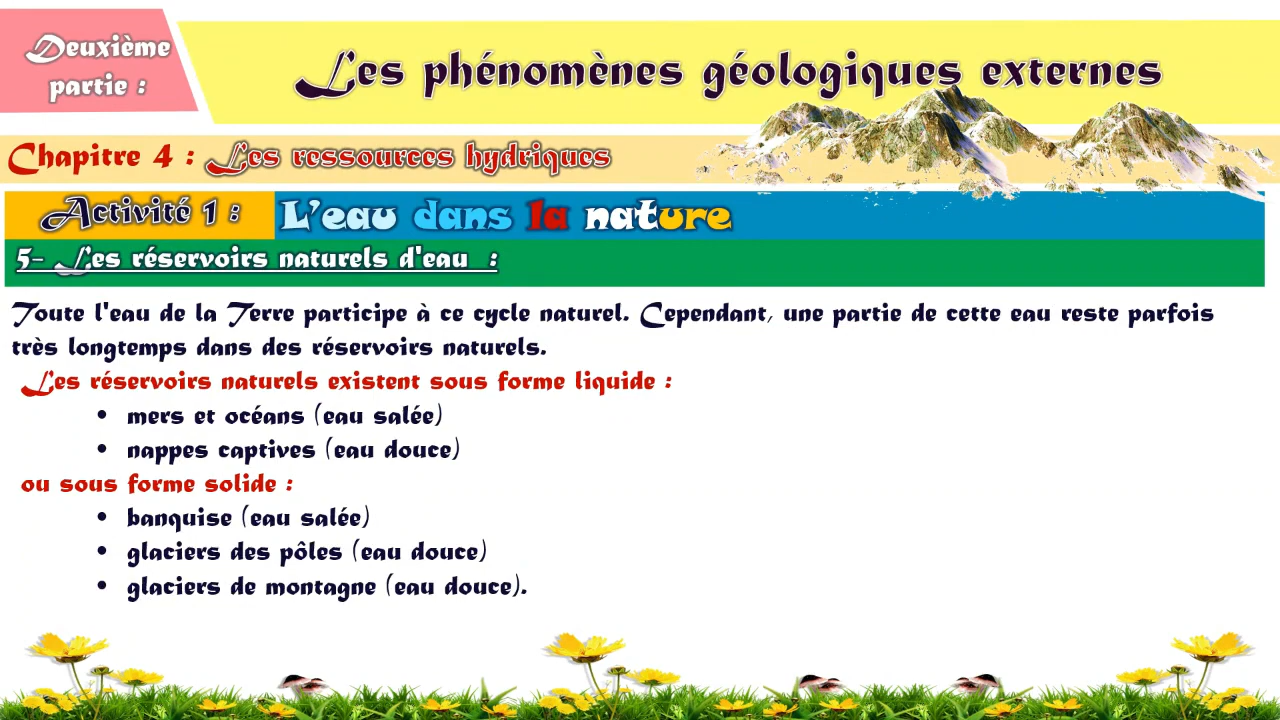 Deuxième
partie :
Les phénomènes géologiques externes
Chapitre 4 : Les ressources hydriques
Activité 1 : L'eau dans la nature
5- Les réservoirs naturels d'eau :
Toute l'eau de la Terre participe à ce cycle naturel. Cependant, une partie de cette eau reste parfois
très longtemps dans des réservoirs naturels.
Les réservoirs naturels existent sous forme liquide :
• mers et océans (eau salée)
• nappes captives (eau douce)
ou sous forme solide :
• banquise (eau salée)
• glaciers des pôles (eau douce)
• glaciers de montagne (eau douce).